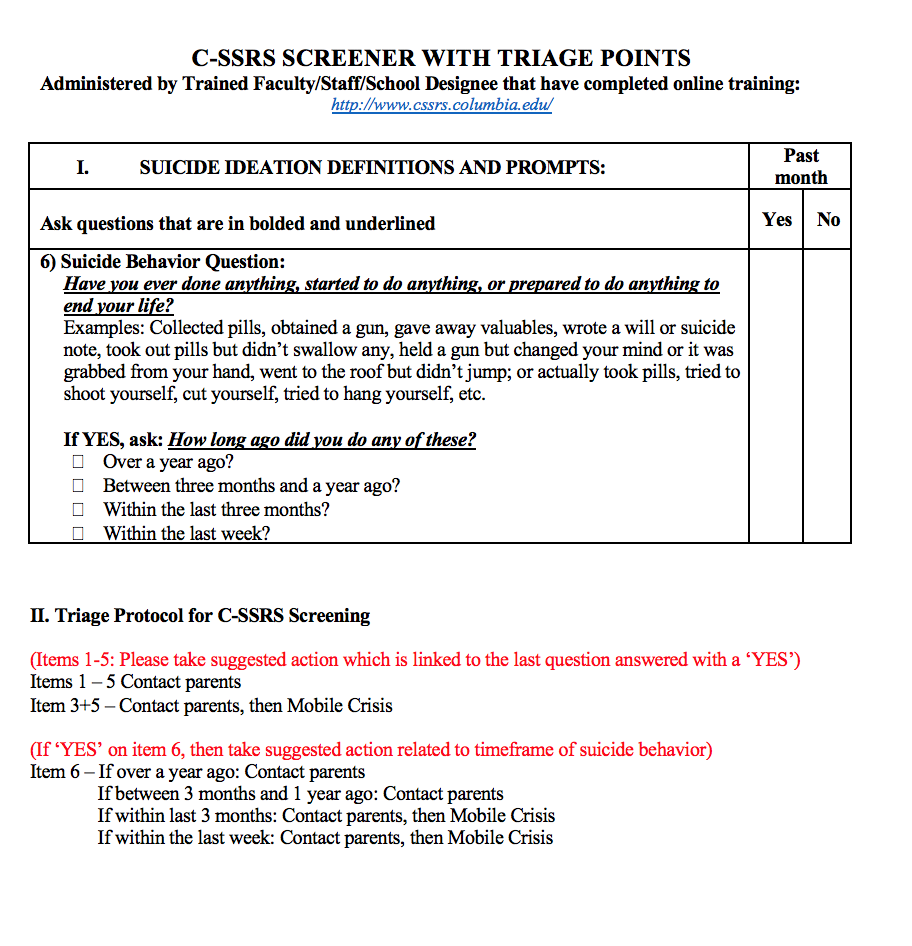 C-SSRS SCREENER WITH TRIAGE POINTS
Administered by Trained Faculty/Staff/School Designee that have completed online training:
http://www.cssrs.columbia.edu/
I. SUICIDE IDEATION DEFINITIONS AND PROMPTS:
Past
month
Ask questions that are in bolded and underlined
Yes No
6) Suicide Behavior Question:
Have you ever done anything, started to do anything, or prepared to do anything to
end your life?
Examples: Collected pills, obtained a gun, gave away valuables, wrote a will or suicide
note, took out pills but didn’t swallow any, held a gun but changed your mind or it was
grabbed from your hand, went to the roof but didn’t jump; or actually took pills, tried to
shoot yourself, cut yourself, tried to hang yourself, etc.
If YES, ask: How long ago did you do any of these?
☐ Over a year ago?
☐ Between three months and a year ago?
☐ Within the last three months?
☐ Within the last week?
II. Triage Protocol for C-SSRS Screening
(Items 1-5: Please take suggested action which is linked to the last question answered with a ‘YES’)
Items 1 – 5 Contact parents
Item 3+5 – Contact parents, then Mobile Crisis
(If ‘YES’ on item 6, then take suggested action related to timeframe of suicide behavior)
Item 6 – If over a year ago: Contact parents
If between 3 months and 1 year ago: Contact parents
If within last 3 months: Contact parents, then Mobile Crisis
If within the last week: Contact parents, then Mobile Crisis